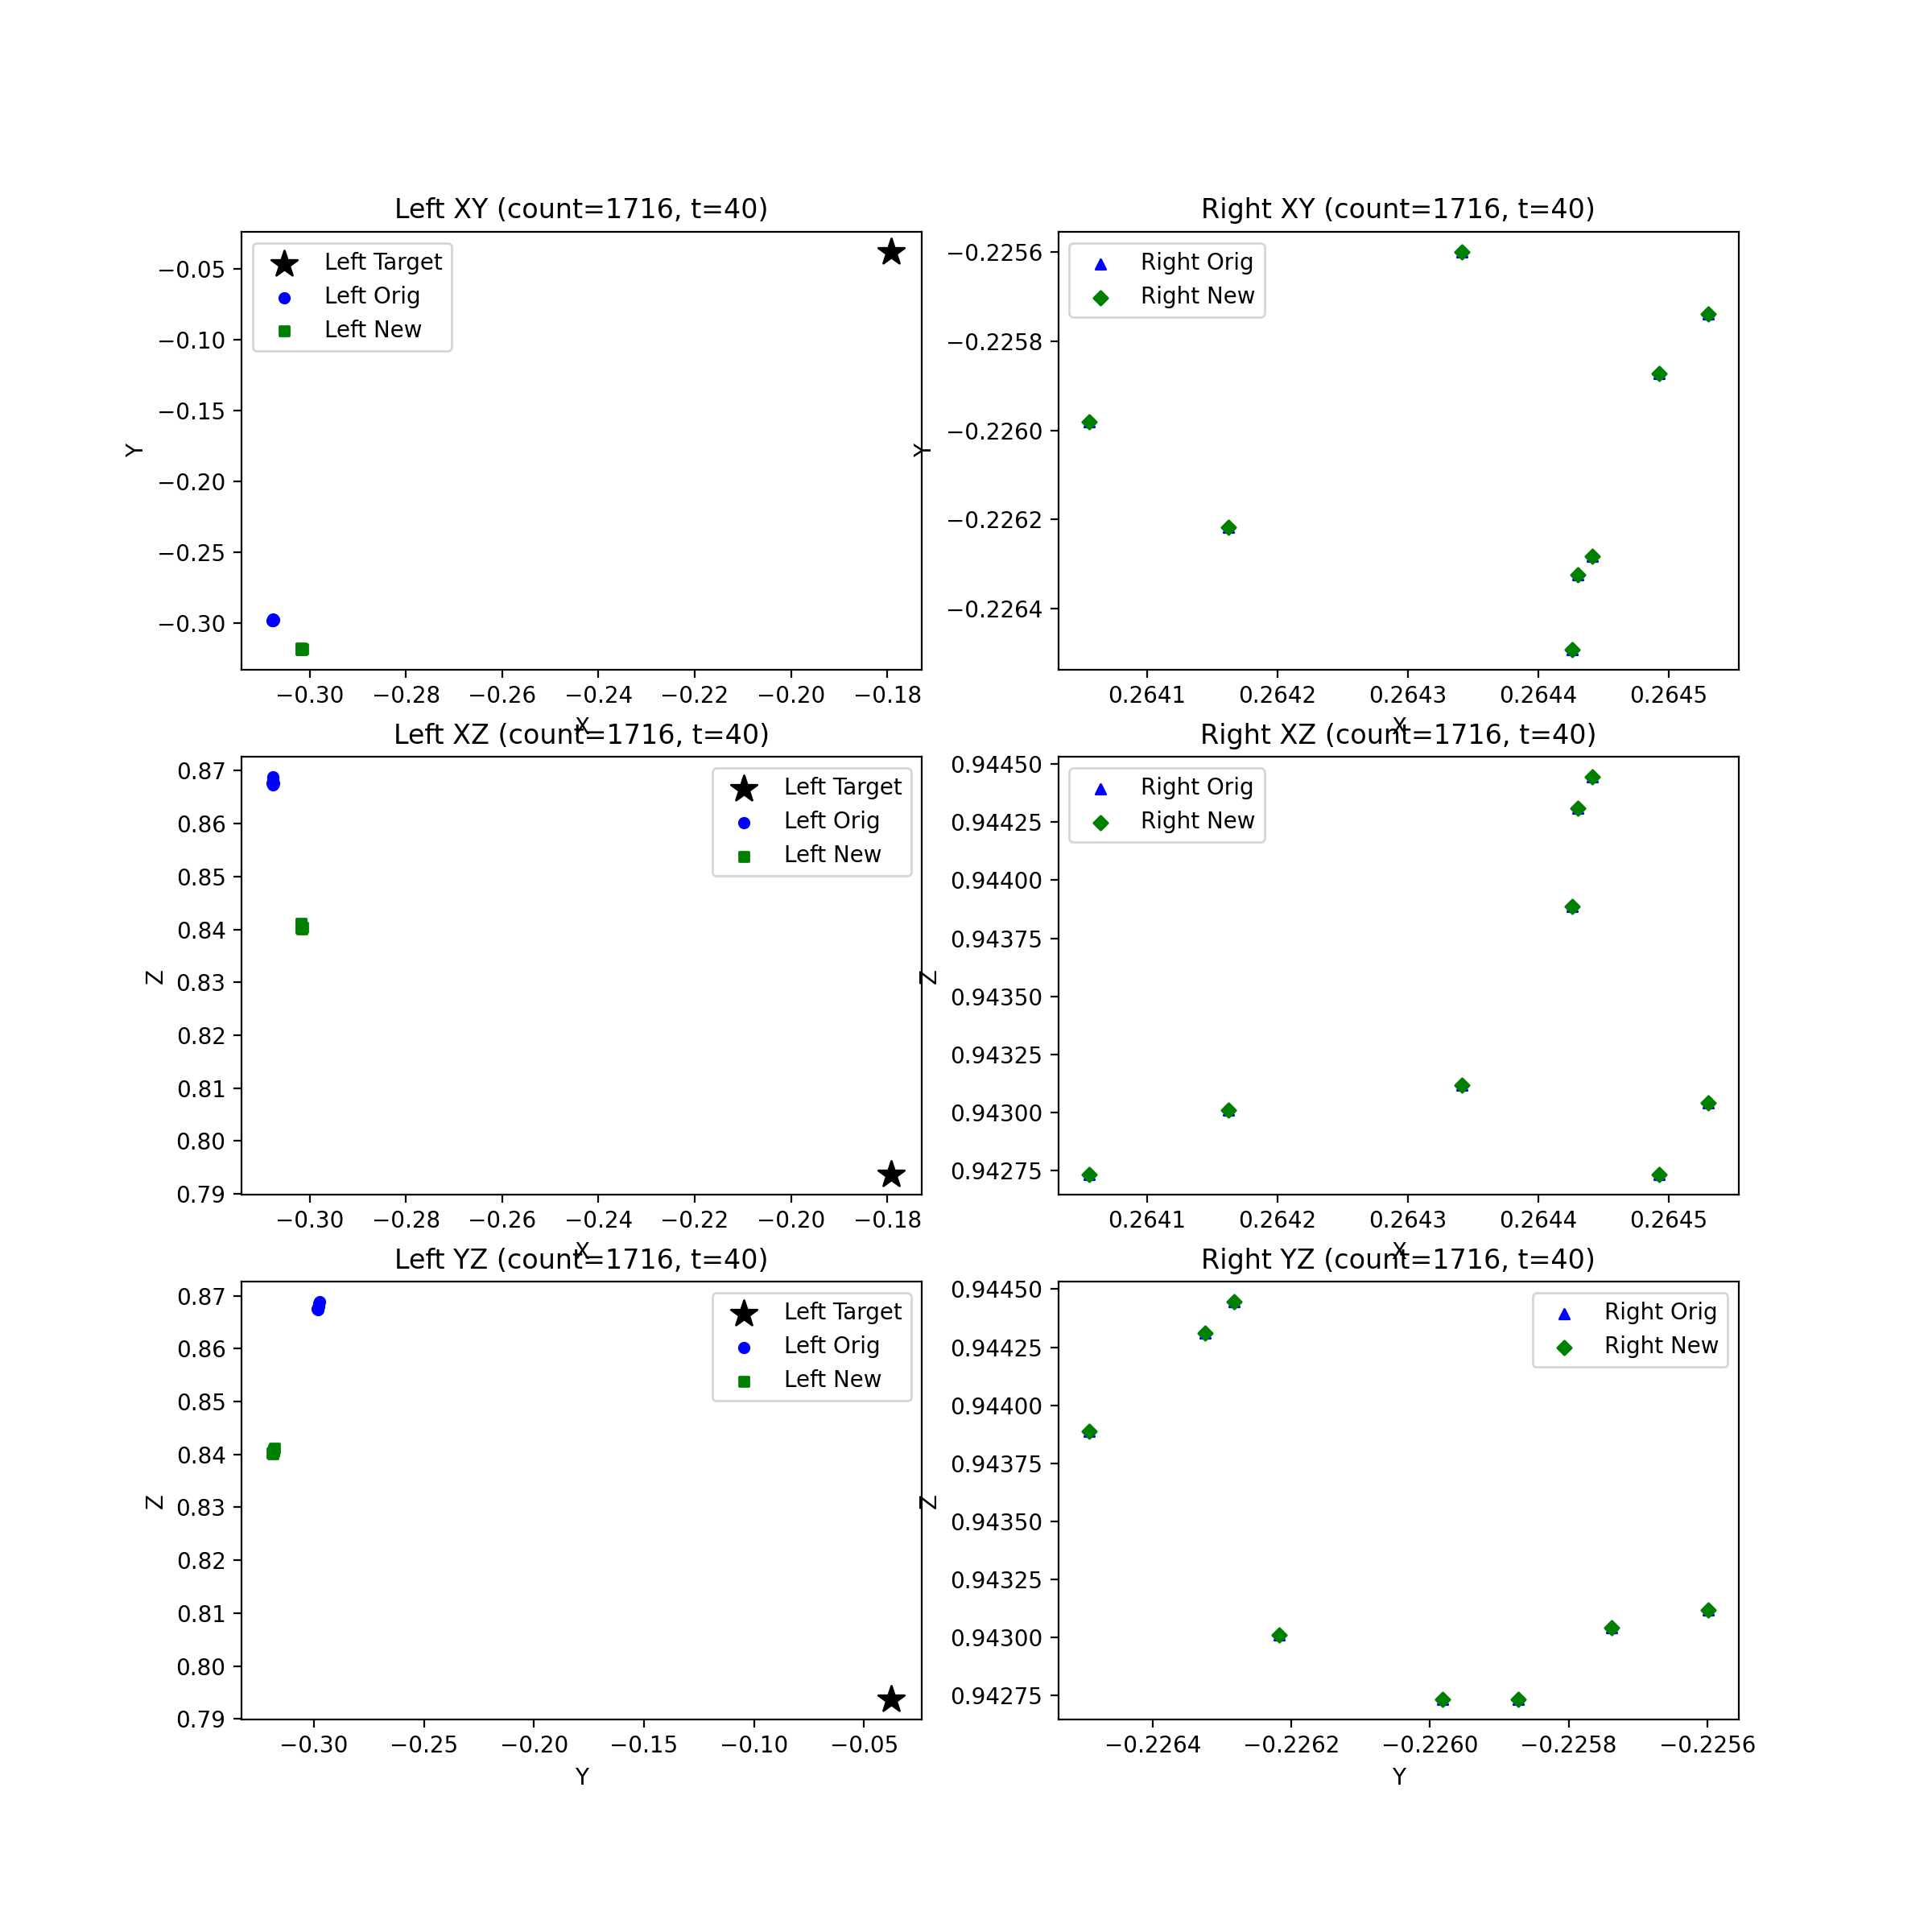 Left XY (count=1716, t=40)
Left Target
Left Orig
Left New
Y
−0.05
−0.10
−0.15
−0.20
−0.25
−0.30
−0.30 −0.28 −0.26 −0.24 −0.22 −0.20 −0.18
X
Right XY (count=1716, t=40)
Right Orig
Right New
Y
−0.2256
−0.2258
−0.2260
−0.2262
−0.2264
0.2641 0.2642 0.2643 0.2644 0.2645
X
Left XZ (count=1716, t=40)
Left Target
Left Orig
Left New
Z
0.87
0.86
0.85
0.84
0.83
0.82
0.81
0.80
0.79
−0.30 −0.28 −0.26 −0.24 −0.22 −0.20 −0.18
X
Right XZ (count=1716, t=40)
Right Orig
Right New
Z
0.94450
0.94425
0.94400
0.94375
0.94350
0.94325
0.94300
0.94275
0.2641 0.2642 0.2643 0.2644 0.2645
X
Left YZ (count=1716, t=40)
Left Target
Left Orig
Left New
Z
0.87
0.86
0.85
0.84
0.83
0.82
0.81
0.80
0.79
−0.30 −0.25 −0.20 −0.15 −0.10 −0.05
Y
Right YZ (count=1716, t=40)
Right Orig
Right New
Z
0.94450
0.94425
0.94400
0.94375
0.94350
0.94325
0.94300
0.94275
−0.2264 −0.2262 −0.2260 −0.2258 −0.2256
Y